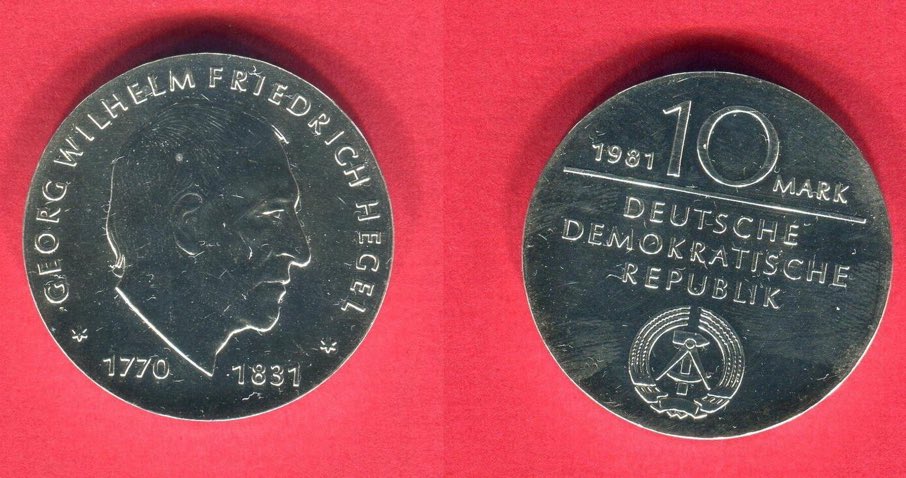 * GEORG WILHELM FRIEDRICH HEGEL *
1770 1831
1981 10 MARK
DEUTSCHE
DEMOKRATISCHE
REPUBLIK